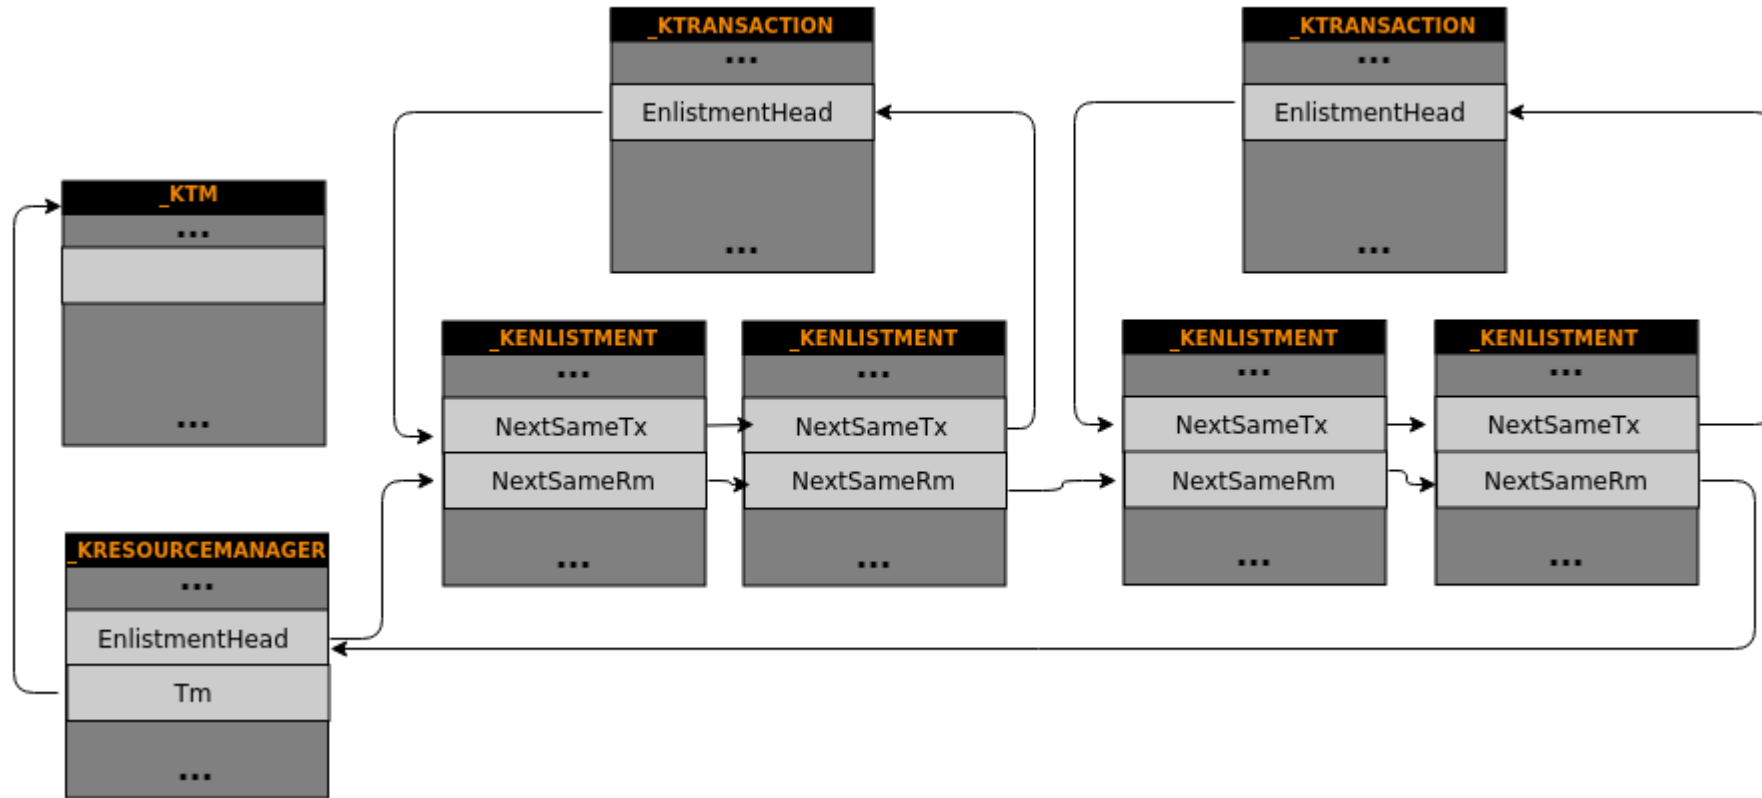 _KTRANSACTION
...
EnlistmentHead
...
_KTRANSACTION
...
EnlistmentHead
...
_KTM
...
...
_KENLISTMENT
...
NextSameTx
NextSameRm
...
_KENLISTMENT
...
NextSameTx
NextSameRm
...
_KENLISTMENT
...
NextSameTx
NextSameRm
...
_KENLISTMENT
...
NextSameTx
NextSameRm
...
_KRESOURCEMANAGER
...
EnlistmentHead
Tm
...